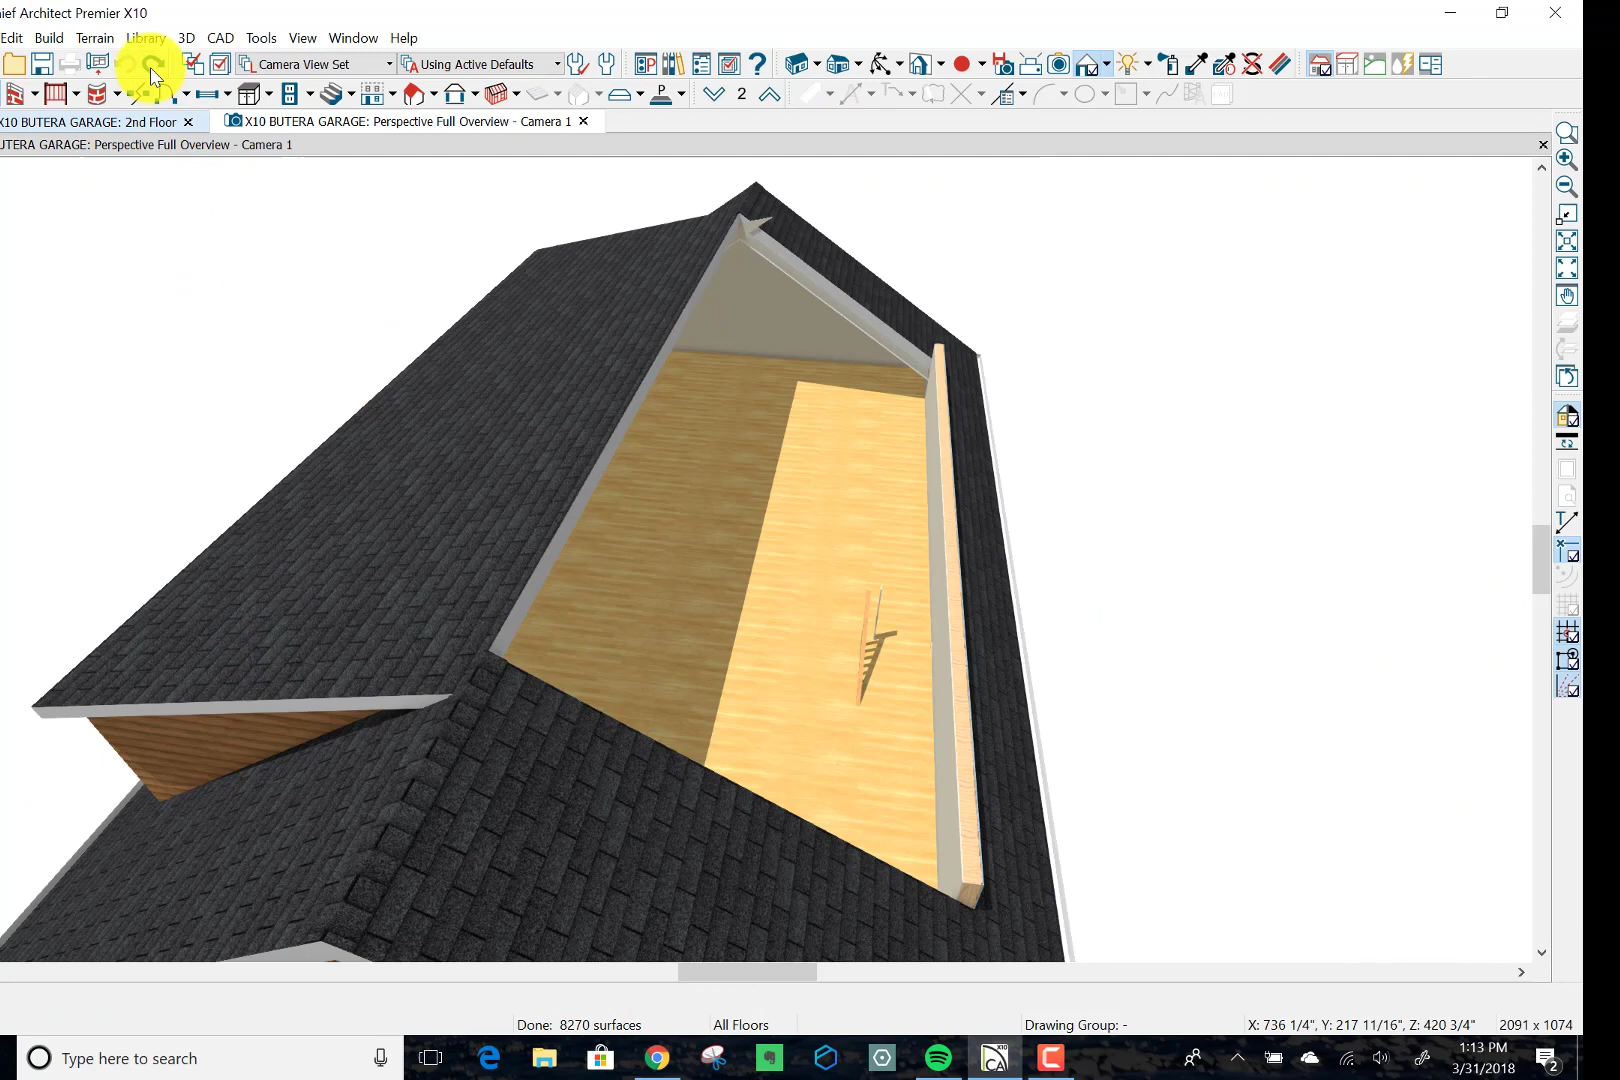 ief Architect Premier X10
Edit Build Terrain Library 3D CAD Tools View Window Help
Camera View Set Using Active Defaults
P 2
X10 BUTERA GARAGE: 2nd Floor X10 BUTERA GARAGE: Perspective Full Overview - Camera 1
UTERA GARAGE: Perspective Full Overview - Camera 1
Done: 8270 surfaces All Floors Drawing Group: - X: 736 1/4", Y: 217 11/16", Z: 420 3/4" 2091 x 1074
Type here to search
1:13 PM
3/31/2018
2